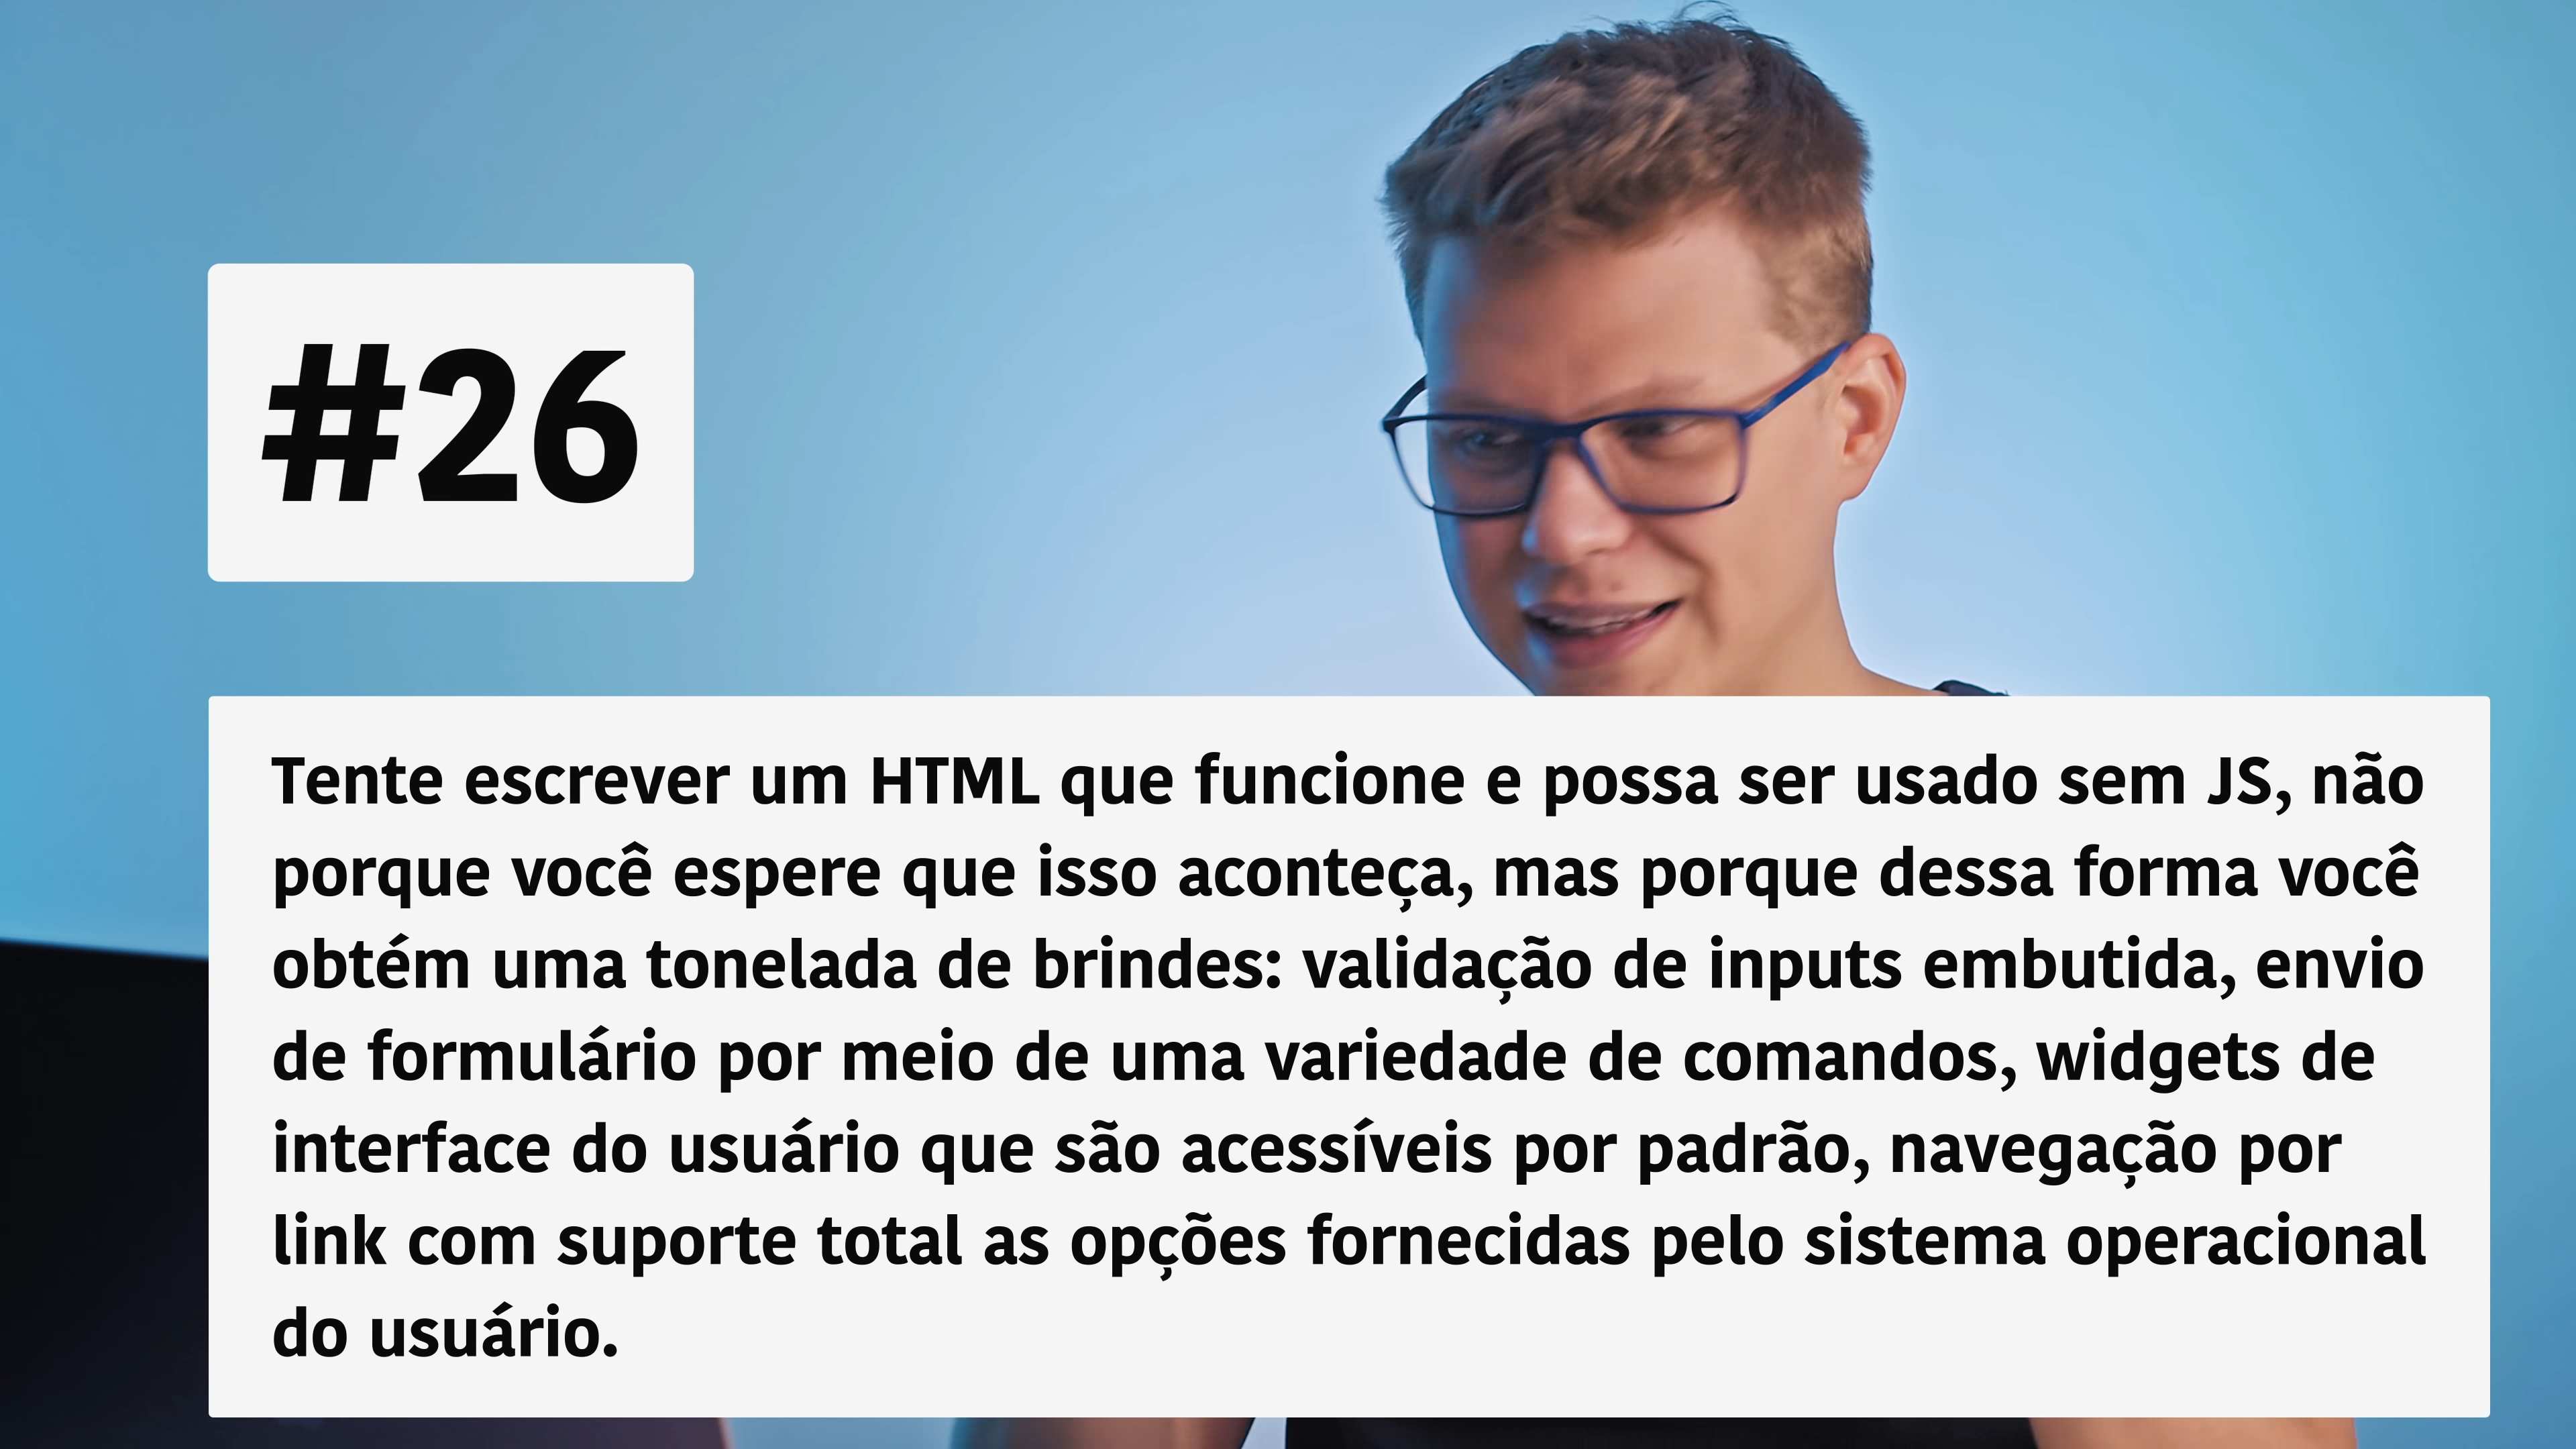 #26
Tente escrever um HTML que funcione e possa ser usado sem JS, não
porque você espere que isso aconteça, mas porque dessa forma você
obtém uma tonelada de brindes: validação de inputs embutida, envio
de formulário por meio de uma variedade de comandos, widgets de
interface do usuário que são acessíveis por padrão, navegação por
link com suporte total as opções fornecidas pelo sistema operacional
do usuário.